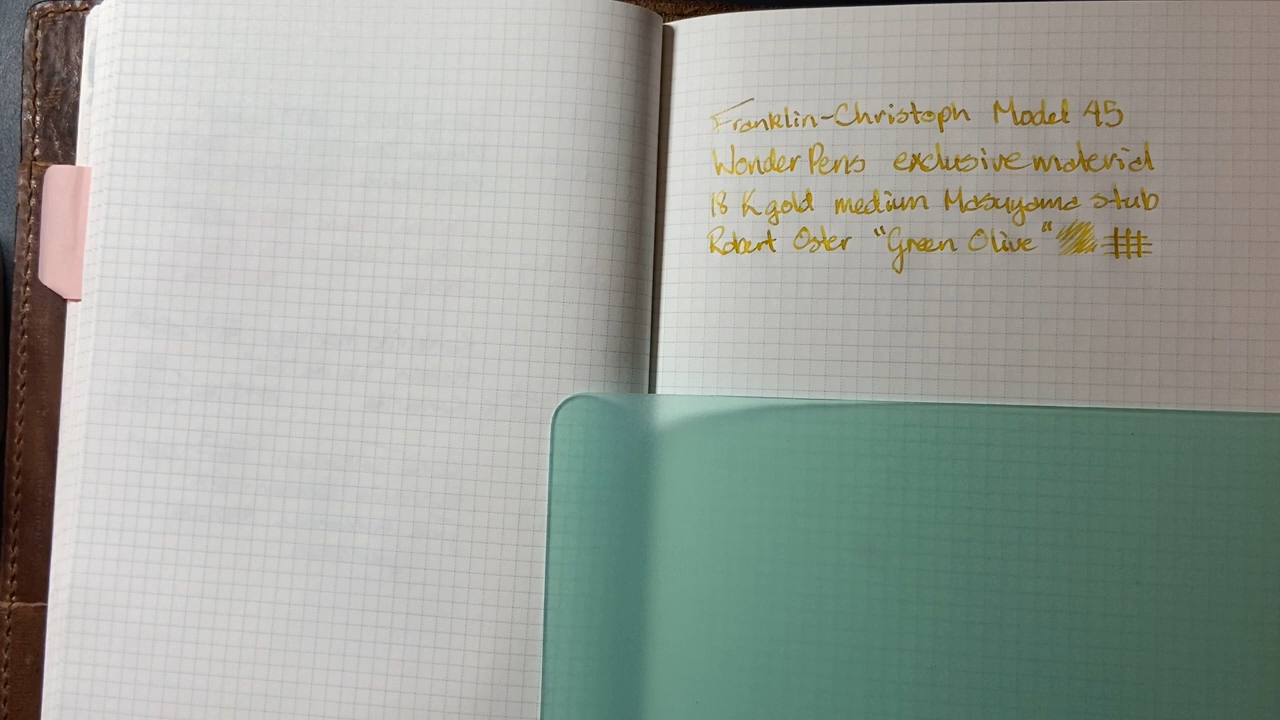 Franklin-Christoph Model 45
Wonder Pens exclusive material
18 K gold medium Masuyama stub
Robert Oster "Green Olive"